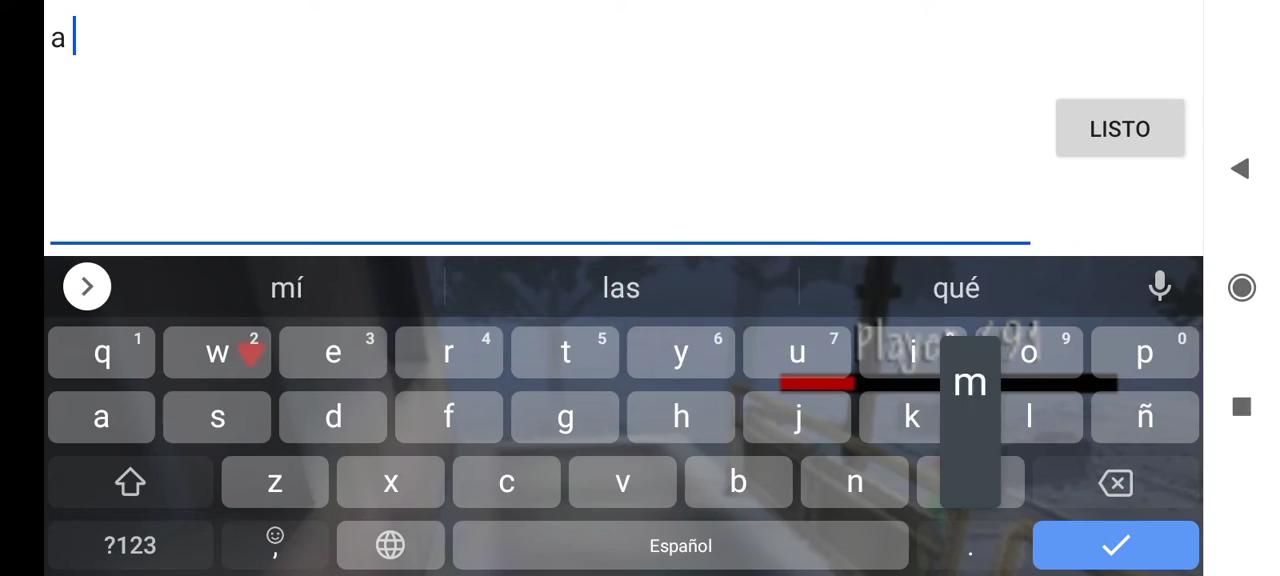 a
LISTO
mí las qué
q 1 w 2 e 3 r 4 t 5 y 6 u 7 i o 9 p 0
a s d f g h j k l ñ
z x c v b n m
?123 , Español .